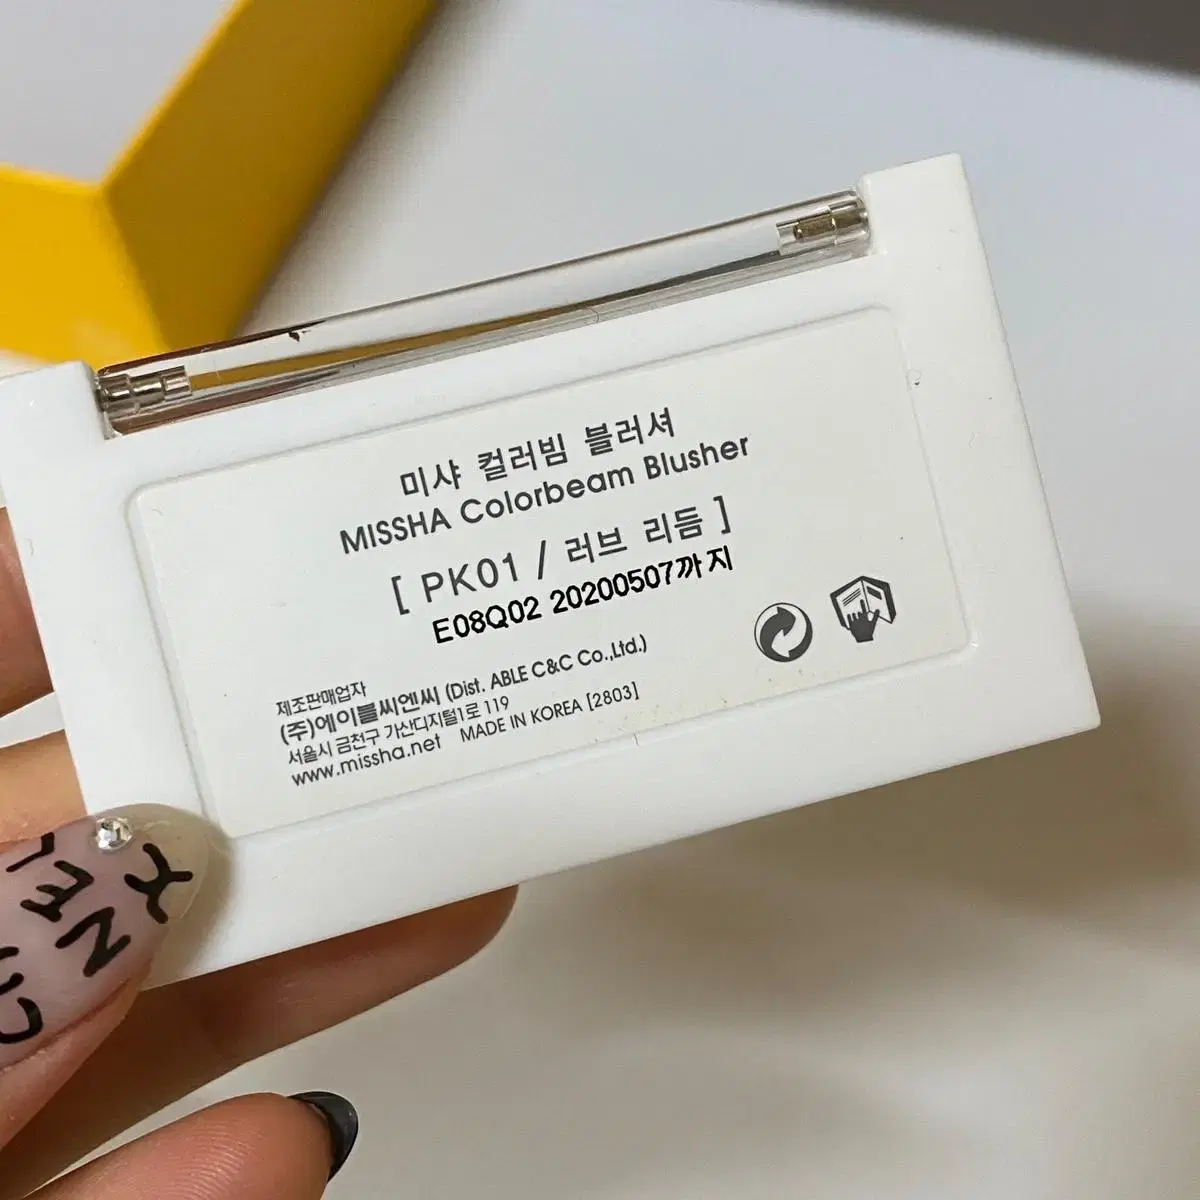 미샤 컬러빔 블러셔
MISSHA Colorbeam Blusher
[ PK01 / 러브 리듬 ]
E08Q02 20200507까지
제조판매업자
(주)에이블씨엔씨 (Dist. ABLE C&C Co.,Ltd.)
서울시 금천구 가산디지털1로 119
www.missha.net MADE IN KOREA [2803]